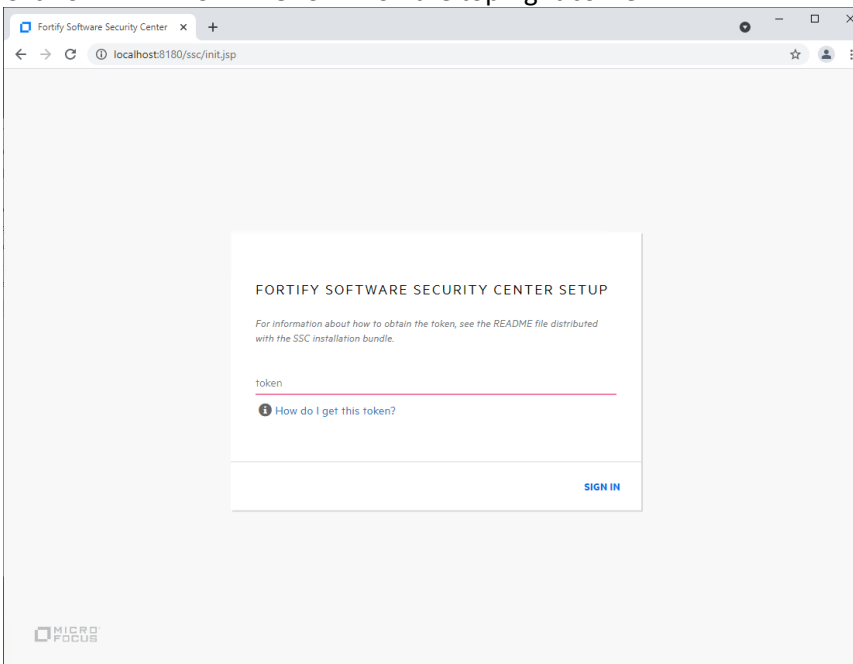 Fortify Software Security Center
localhost:8180/ssc/init.jsp
FORTIFY SOFTWARE SECURITY CENTER SETUP
For information about how to obtain the token, see the README file distributed
with the SSC installation bundle.
token
How do I get this token?
SIGN IN
MICRO
FOCUS